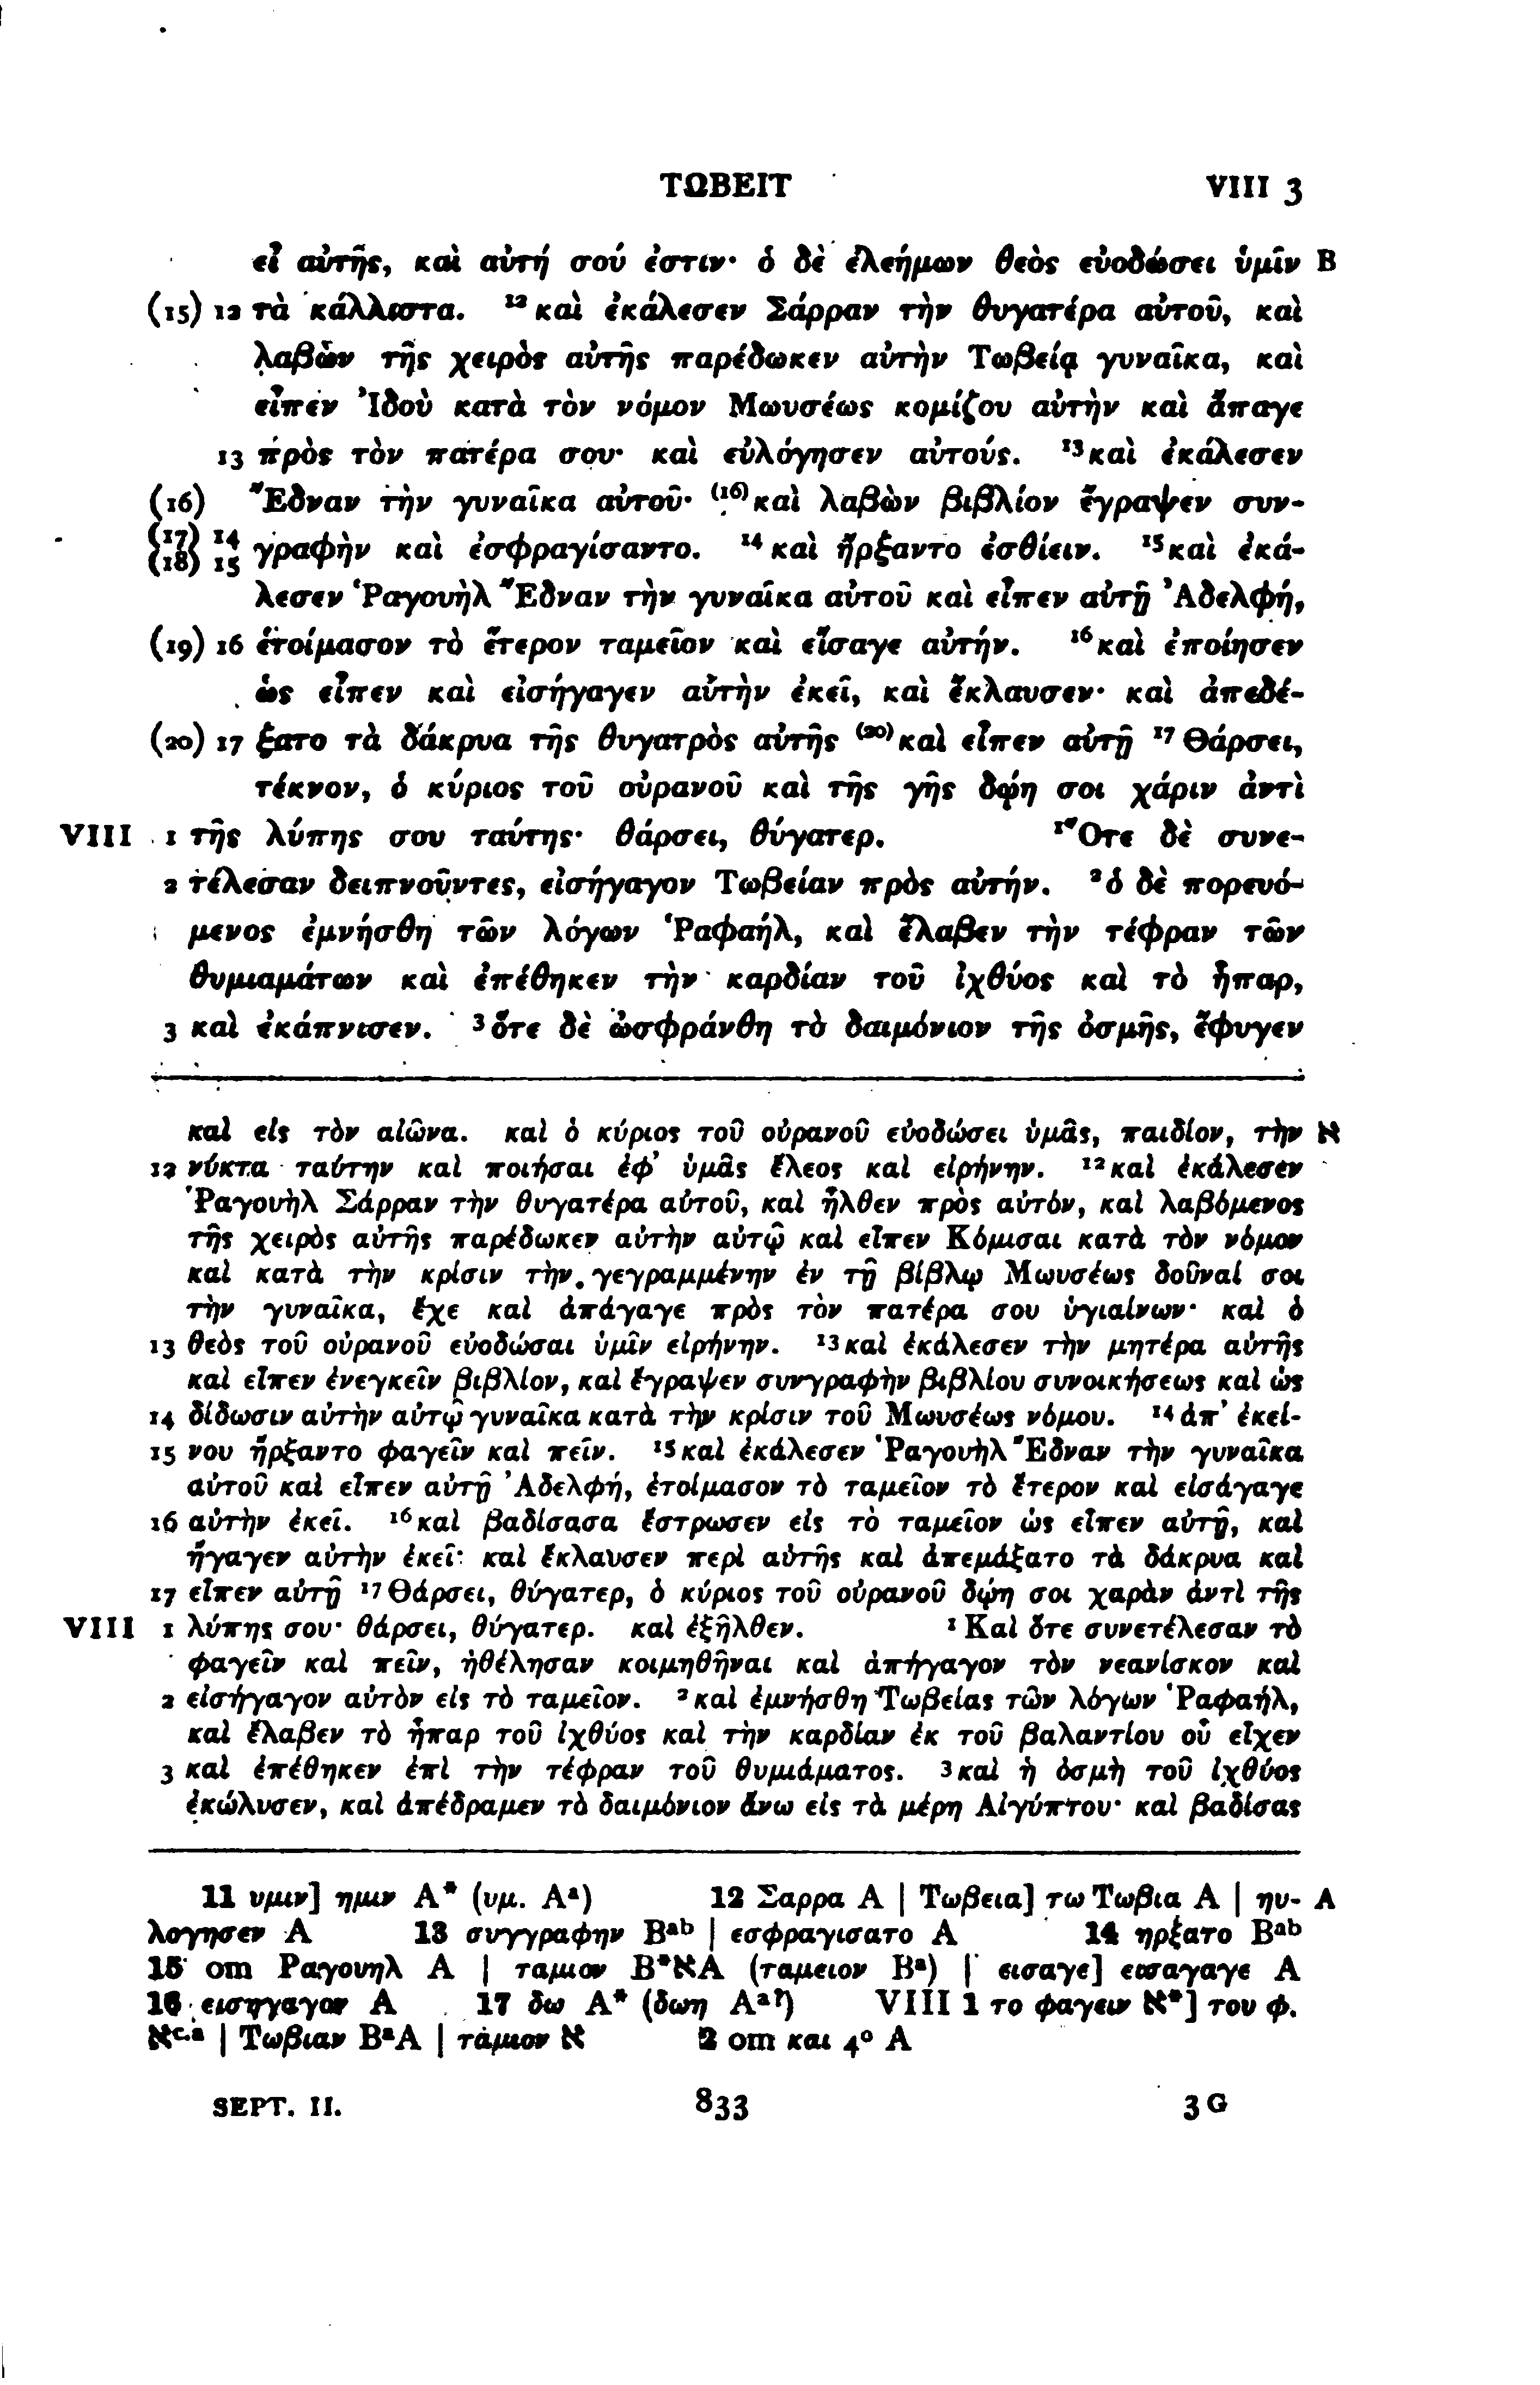 ΤΩΒΕΙΤ VIII 3
εἶ αὐτῆς, καὶ αὐτή σού ἐστιν· ὁ δὲ ἐλεήμων θεὸς εὐοδώσει ὑμῖν B
(15) 12 τὰ κάλλιστα. ¹²καὶ ἐκάλεσεν Σάρραν τὴν θυγατέρα αὐτοῦ, καὶ
λαβὼν τῆς χειρὸς αὐτῆς παρέδωκεν αὐτὴν Τωβείᾳ γυναῖκα, καὶ
εἶπεν Ἰδοὺ κατὰ τὸν νόμον Μωυσέως κομίζου αὐτὴν καὶ ἄπαγε
13 πρὸς τὸν πατέρα σου· καὶ εὐλόγησεν αὐτούς. ¹³καὶ ἐκάλεσεν
(16) Ἔδναν τὴν γυναῖκα αὐτοῦ· ⁽¹⁶⁾καὶ λαβὼν βιβλίον ἔγραψεν συν-
(17) 14 (18) 15 γραφὴν καὶ ἐσφραγίσαντο. ¹⁴καὶ ἤρξαντο ἐσθίειν. ¹⁵καὶ ἐκά-
λεσεν Ῥαγουὴλ Ἔδναν τὴν γυναῖκα αὐτοῦ καὶ εἶπεν αὐτῇ Ἀδελφή,
(19) 16 ἑτοίμασον τὸ ἕτερον ταμεῖον καὶ εἴσαγε αὐτήν. ¹⁶καὶ ἐποίησεν
ὡς εἶπεν καὶ εἰσήγαγεν αὐτὴν ἐκεῖ, καὶ ἔκλαυσεν· καὶ ἀπεδέ-
(20) 17 ξατο τὰ δάκρυα τῆς θυγατρὸς αὐτῆς ⁽²⁰⁾καὶ εἶπεν αὐτῇ ¹⁷Θάρσει,
τέκνον, ὁ κύριος τοῦ οὐρανοῦ καὶ τῆς γῆς δῴη σοι χάριν ἀντὶ
VIII 1 τῆς λύπης σου ταύτης· θάρσει, θύγατερ. ¹Ὅτε δὲ συνε-
2 τέλεσαν δειπνοῦντες, εἰσήγαγον Τωβείαν πρὸς αὐτήν. ²ὁ δὲ πορευό-
μενος ἐμνήσθη τῶν λόγων Ῥαφαήλ, καὶ ἔλαβεν τὴν τέφραν τῶν
θυμιαμάτων καὶ ἐπέθηκεν τὴν καρδίαν τοῦ ἰχθύος καὶ τὸ ἧπαρ,
3 καὶ ἐκάπνισεν. ³ὅτε δὲ ὠσφράνθη τὸ δαιμόνιον τῆς ὀσμῆς, ἔφυγεν
καὶ εἰς τὸν αἰῶνα. καὶ ὁ κύριος τοῦ οὐρανοῦ εὐοδώσει ὑμᾶς, παιδίον, τὴν א
12 νύκτα ταύτην καὶ ποιήσαι ἐφ’ ὑμᾶς ἔλεος καὶ εἰρήνην. ¹²καὶ ἐκάλεσεν
Ῥαγουὴλ Σάρραν τὴν θυγατέρα αὐτοῦ, καὶ ἦλθεν πρὸς αὐτόν, καὶ λαβόμενος
τῆς χειρὸς αὐτῆς παρέδωκεν αὐτὴν αὐτῷ καὶ εἶπεν Κόμισαι κατὰ τὸν νόμον
καὶ κατὰ τὴν κρίσιν τὴν γεγραμμένην ἐν τῇ βίβλῳ Μωυσέως δοῦναί σοι
τὴν γυναῖκα, ἔχε καὶ ἀπάγαγε πρὸς τὸν πατέρα σου ὑγιαίνων· καὶ ὁ
13 θεὸς τοῦ οὐρανοῦ εὐοδώσαι ὑμῖν εἰρήνην. ¹³καὶ ἐκάλεσεν τὴν μητέρα αὐτῆς
καὶ εἶπεν ἐνεγκεῖν βιβλίον, καὶ ἔγραψεν συνγραφὴν βιβλίου συνοικήσεως καὶ ὡς
14 δίδωσιν αὐτὴν αὐτῷ γυναῖκα κατὰ τὴν κρίσιν τοῦ Μωυσέως νόμου. ¹⁴ἀπ’ ἐκεί-
15 νου ἤρξαντο φαγεῖν καὶ πεῖν. ¹⁵καὶ ἐκάλεσεν Ῥαγουὴλ Ἔδναν τὴν γυναῖκα
αὐτοῦ καὶ εἶπεν αὐτῇ Ἀδελφή, ἑτοίμασον τὸ ταμεῖον τὸ ἕτερον καὶ εἰσάγαγε
16 αὐτὴν ἐκεῖ. ¹⁶καὶ βαδίσασα ἔστρωσεν εἰς τὸ ταμεῖον ὡς εἶπεν αὐτῇ, καὶ
ἤγαγεν αὐτὴν ἐκεῖ· καὶ ἔκλαυσεν περὶ αὐτῆς καὶ ἀπεμάξατο τὰ δάκρυα καὶ
17 εἶπεν αὐτῇ ¹⁷Θάρσει, θύγατερ, ὁ κύριος τοῦ οὐρανοῦ δῴη σοι χαρὰν ἀντὶ τῆς
VIII 1 λύπης σου· θάρσει, θύγατερ. καὶ ἐξῆλθεν. ¹Καὶ ὅτε συνετέλεσαν τὸ
φαγεῖν καὶ πεῖν, ἠθέλησαν κοιμηθῆναι καὶ ἀπήγαγον τὸν νεανίσκον καὶ
2 εἰσήγαγον αὐτὸν εἰς τὸ ταμεῖον. ²καὶ ἐμνήσθη Τωβείας τῶν λόγων Ῥαφαήλ,
καὶ ἔλαβεν τὸ ἧπαρ τοῦ ἰχθύος καὶ τὴν καρδίαν ἐκ τοῦ βαλαντίου οὗ εἶχεν
3 καὶ ἐπέθηκεν ἐπὶ τὴν τέφραν τοῦ θυμιάματος. ³καὶ ἡ ὀσμὴ τοῦ ἰχθύος
ἐκώλυσεν, καὶ ἀπέδραμεν τὸ δαιμόνιον ἄνω εἰς τὰ μέρη Αἰγύπτου· καὶ βαδίσας
11 υμιν] ημιν A* (υμ. Aᵃ) 12 Σαρρα A | Τωβεια] τω Τωβια A | ηυ- A
λογησεν A 13 συγγραφην Bᵃᵇ | εσφραγισατο A 14 ηρξατο Bᵃᵇ
15 om Ραγουηλ A | ταμιον B*אA (ταμειον Bᵃ) | εισαγε] εισαγαγε A
16 εισηγαγον A 17 δω A* (δωη Aᵃ?) VIII 1 το φαγειν א*] του φ.
אᶜ·ᵃ | Τωβιαν BᵃA | ταμιον א 2 om και 4° A
SEPT. II. 833 3 G